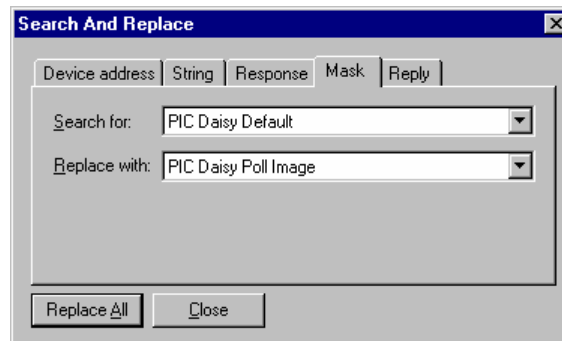 Search And Replace
Device address String Response Mask Reply
Search for: PIC Daisy Default
Replace with: PIC Daisy Poll Image
Replace All Close